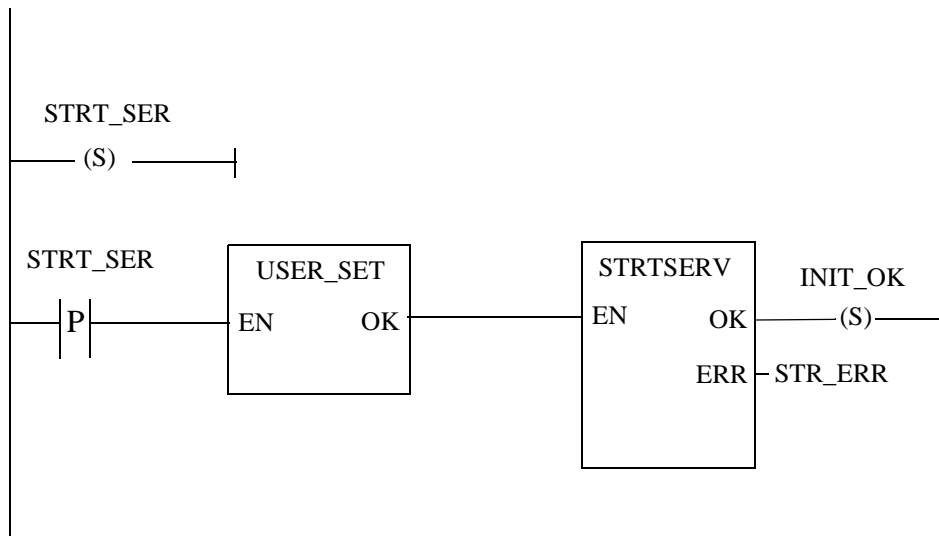 STRT_SER
(S)
STRT_SER
P
USER_SET
EN OK
STRTSERV
EN OK
ERR
INIT_OK
(S)
STR_ERR